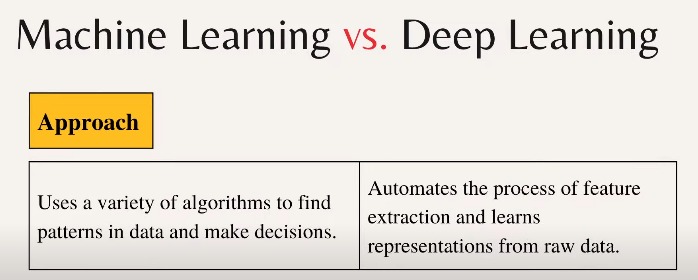 Machine Learning vs. Deep Learning
Approach
Uses a variety of algorithms to find
patterns in data and make decisions.
Automates the process of feature
extraction and learns
representations from raw data.